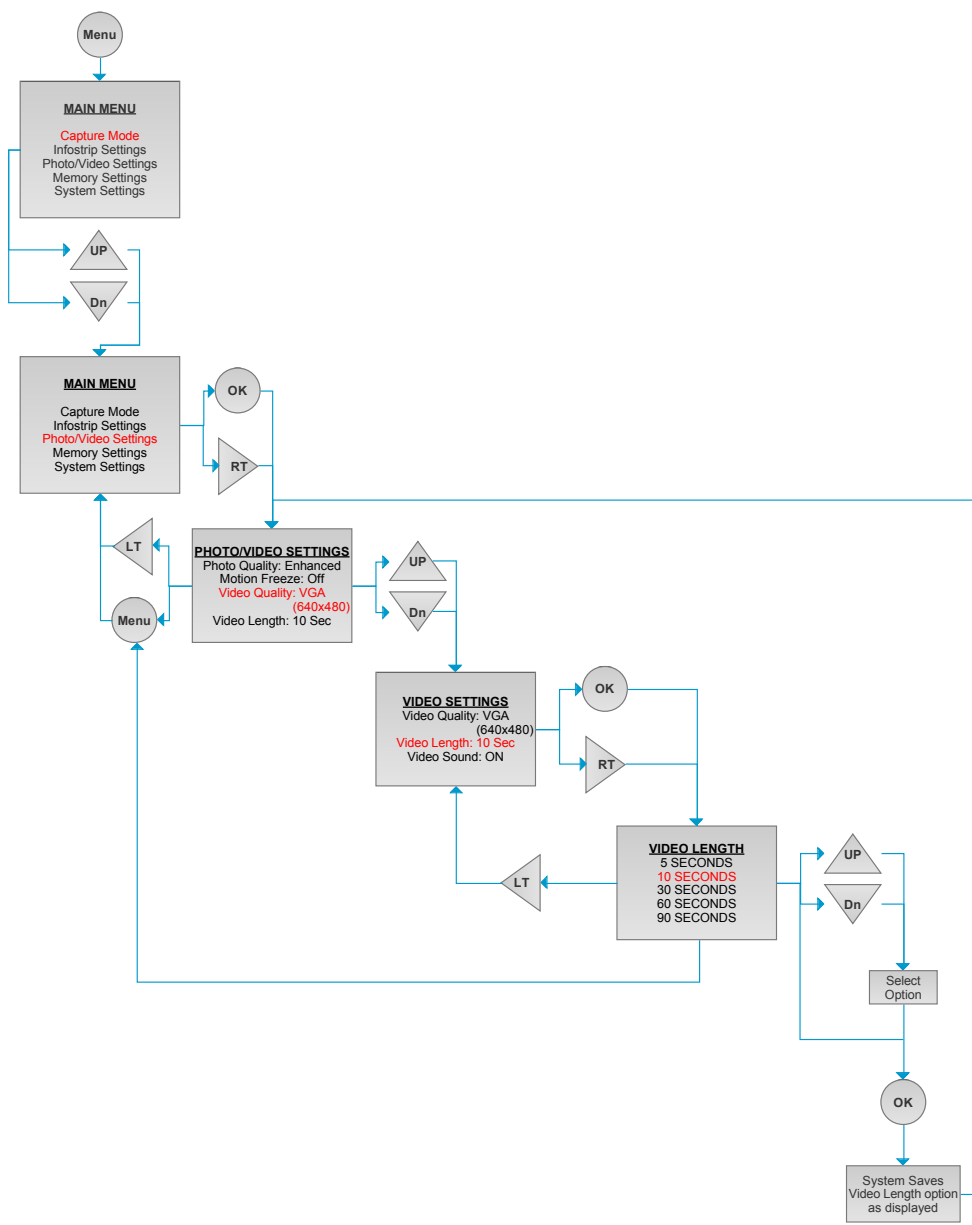 Menu
MAIN MENU
Capture Mode
Infostrip Settings
Photo/Video Settings
Memory Settings
System Settings
UP
Dn
MAIN MENU
Capture Mode
Infostrip Settings
Photo/Video Settings
Memory Settings
System Settings
OK
RT
LT
Menu
PHOTO/VIDEO SETTINGS
Photo Quality: Enhanced
Motion Freeze: Off
Video Quality: VGA
(640x480)
Video Length: 10 Sec
UP
Dn
VIDEO SETTINGS
Video Quality: VGA
(640x480)
Video Length: 10 Sec
Video Sound: ON
OK
RT
LT
VIDEO LENGTH
5 SECONDS
10 SECONDS
30 SECONDS
60 SECONDS
90 SECONDS
UP
Dn
Select
Option
OK
System Saves
Video Length option
as displayed